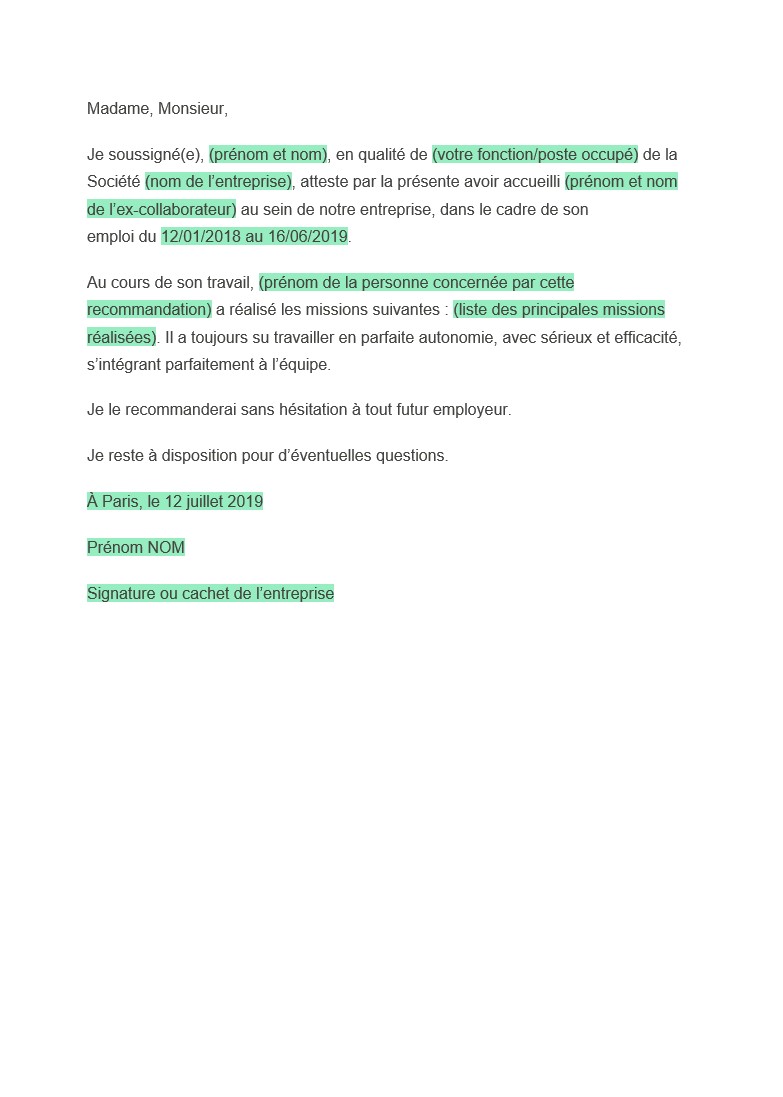 Madame, Monsieur,
Je soussigné(e), (prénom et nom), en qualité de (votre fonction/poste occupé) de la
Société (nom de l’entreprise), atteste par la présente avoir accueilli (prénom et nom
de l’ex-collaborateur) au sein de notre entreprise, dans le cadre de son
emploi du 12/01/2018 au 16/06/2019.
Au cours de son travail, (prénom de la personne concernée par cette
recommandation) a réalisé les missions suivantes : (liste des principales missions
réalisées). Il a toujours su travailler en parfaite autonomie, avec sérieux et efficacité,
s’intégrant parfaitement à l’équipe.
Je le recommanderai sans hésitation à tout futur employeur.
Je reste à disposition pour d’éventuelles questions.
À Paris, le 12 juillet 2019
Prénom NOM
Signature ou cachet de l’entreprise